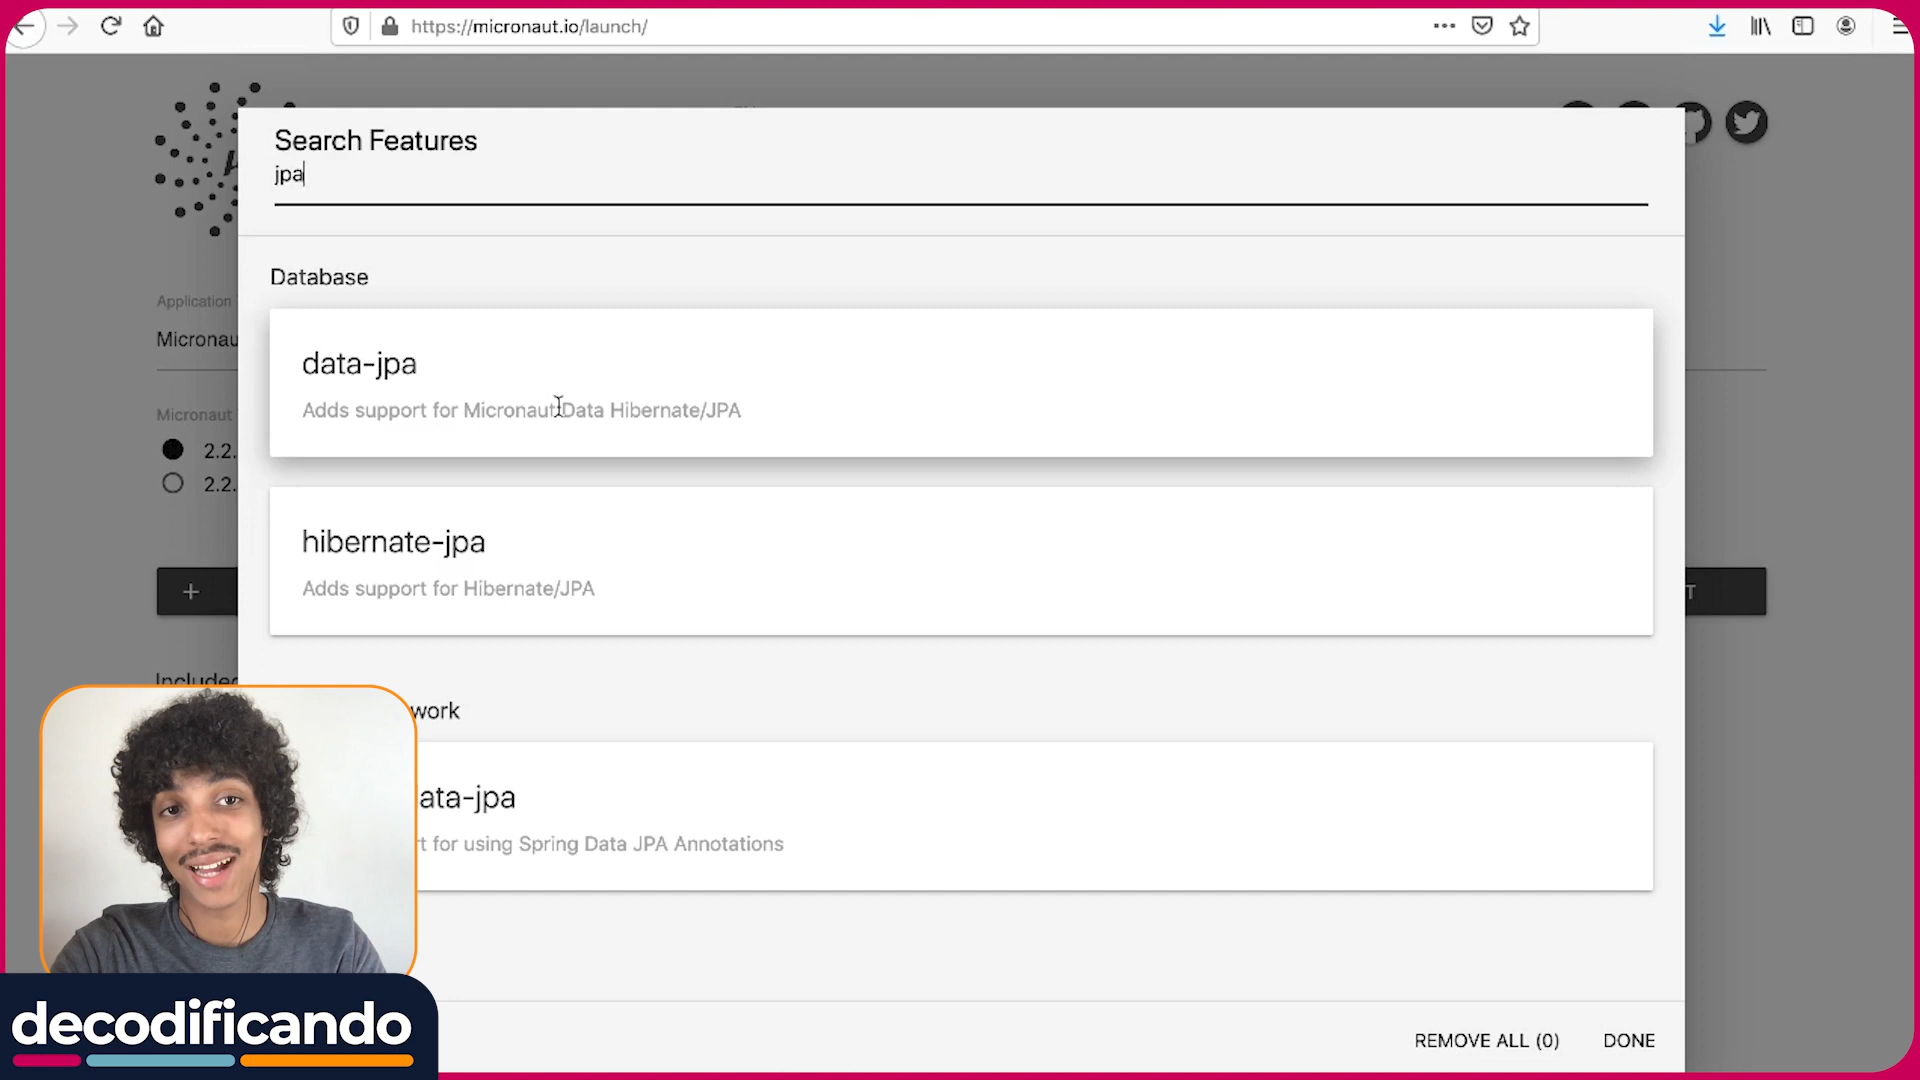 https://micronaut.io/launch/
Search Features
jpa
Database
Application
data-jpa
Micronau
Adds support for Micronaut Data Hibernate/JPA
Micronaut
2.2.
2.2.
hibernate-jpa
Adds support for Hibernate/JPA
+
T
Included
work
ata-jpa
rt for using Spring Data JPA Annotations
decodificando
REMOVE ALL (0)
DONE